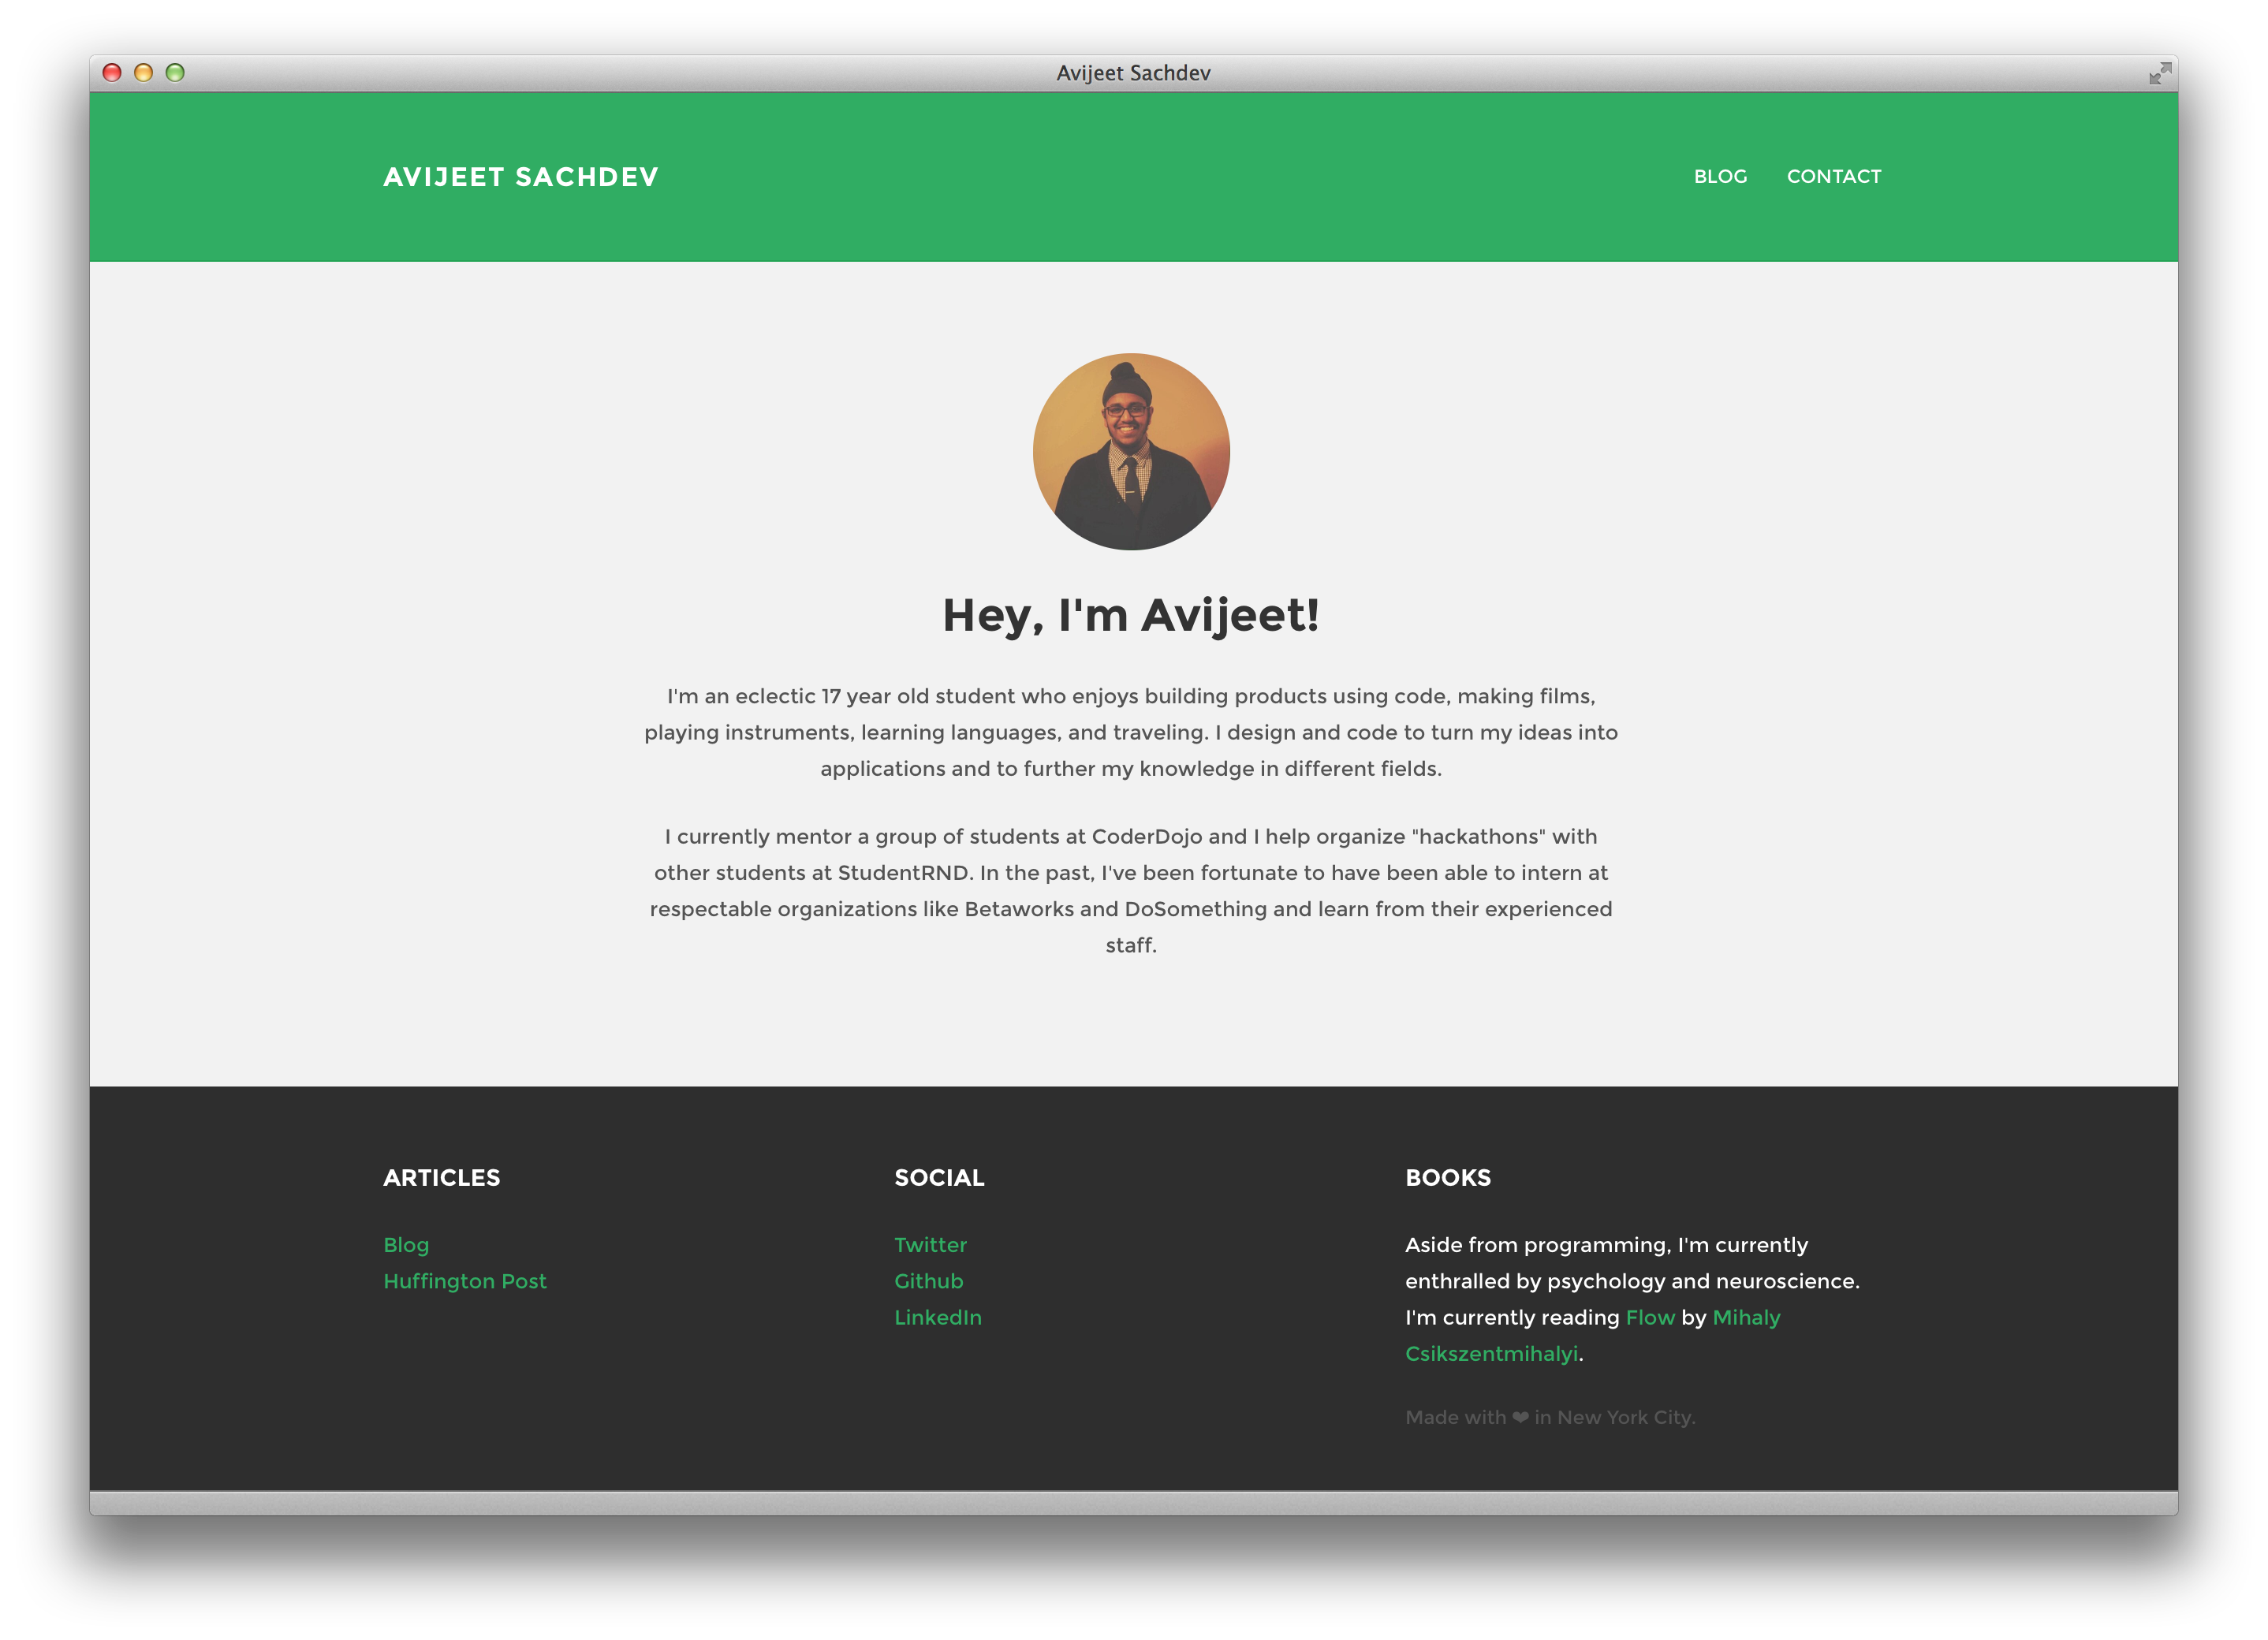 Avijeet Sachdev
AVIJEET SACHDEV
BLOG CONTACT
Hey, I'm Avijeet!
I'm an eclectic 17 year old student who enjoys building products using code, making films,
playing instruments, learning languages, and traveling. I design and code to turn my ideas into
applications and to further my knowledge in different fields.
I currently mentor a group of students at CoderDojo and I help organize "hackathons" with
other students at StudentRND. In the past, I've been fortunate to have been able to intern at
respectable organizations like Betaworks and DoSomething and learn from their experienced
staff.
ARTICLES
Blog
Huffington Post
SOCIAL
Twitter
Github
LinkedIn
BOOKS
Aside from programming, I'm currently
enthralled by psychology and neuroscience.
I'm currently reading Flow by Mihaly
Csikszentmihalyi.
Made with ❤ in New York City.